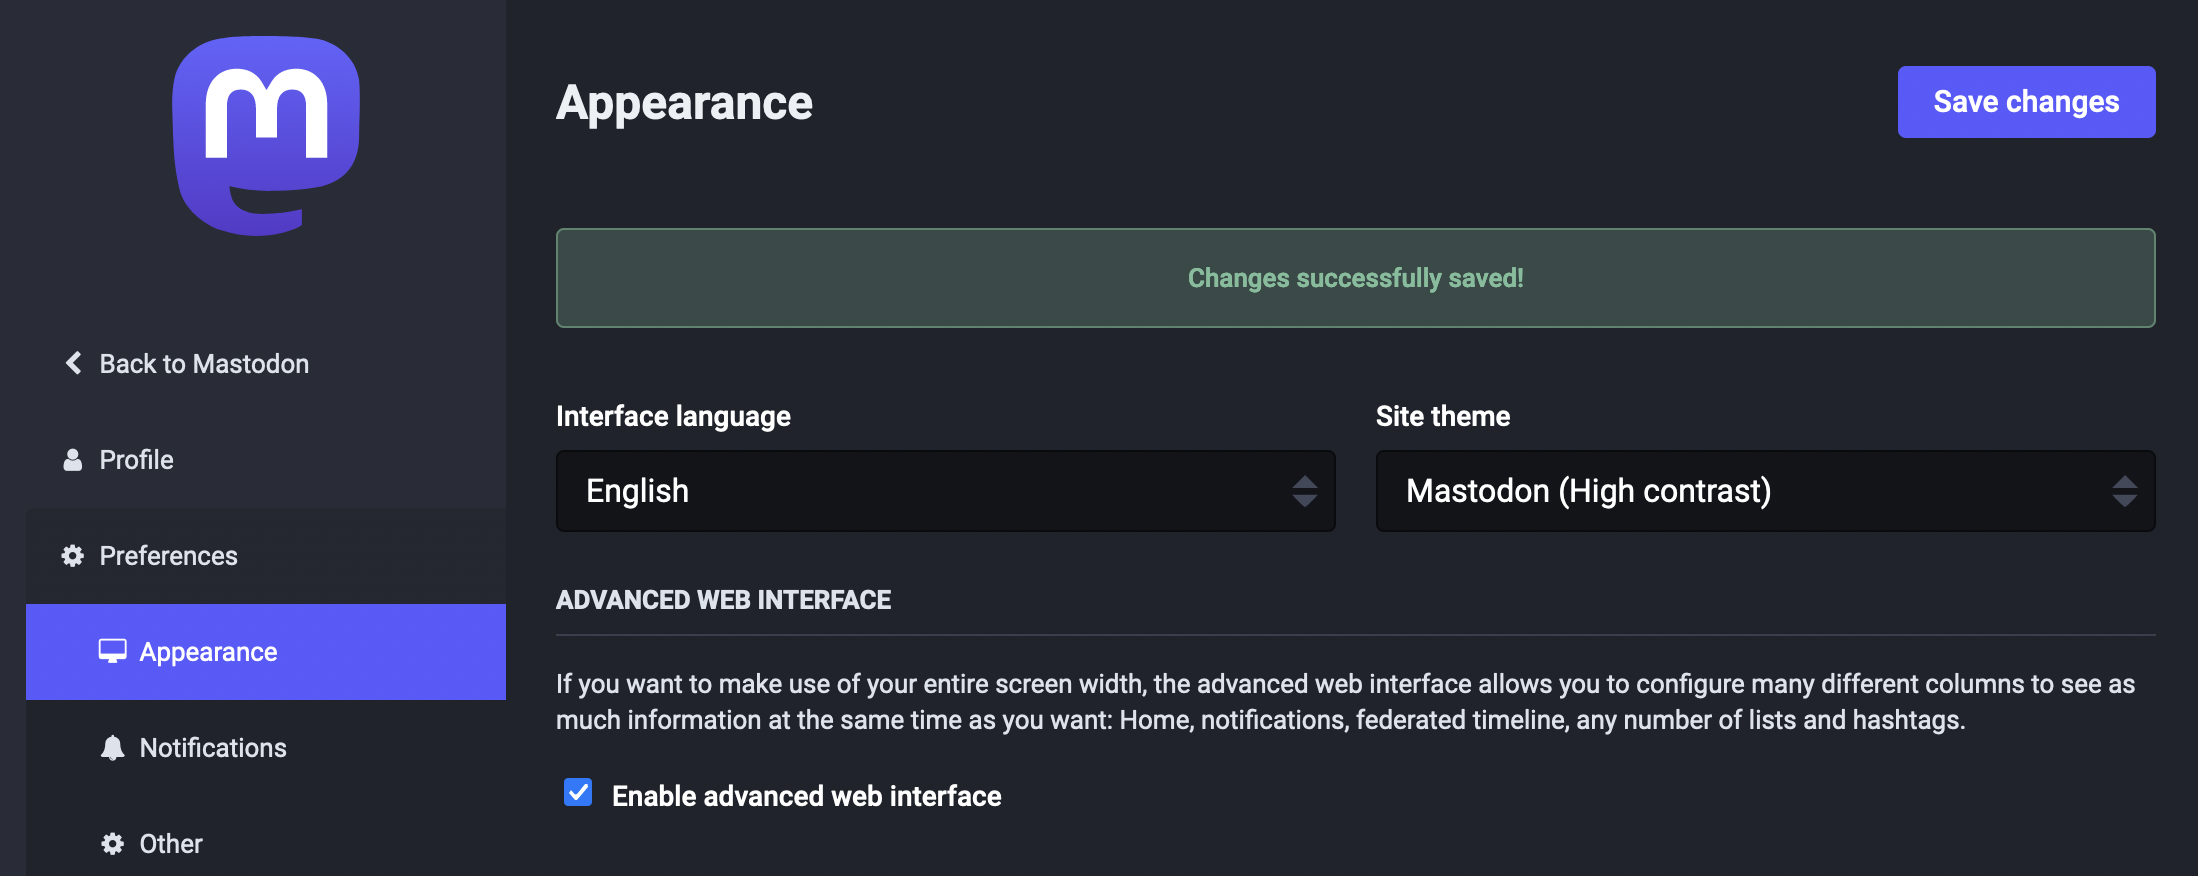 Back to Mastodon
Profile
Preferences
Appearance
Notifications
Other
Appearance
Save changes
Changes successfully saved!
Interface language
English
Site theme
Mastodon (High contrast)
ADVANCED WEB INTERFACE
If you want to make use of your entire screen width, the advanced web interface allows you to configure many different columns to see as
much information at the same time as you want: Home, notifications, federated timeline, any number of lists and hashtags.
Enable advanced web interface